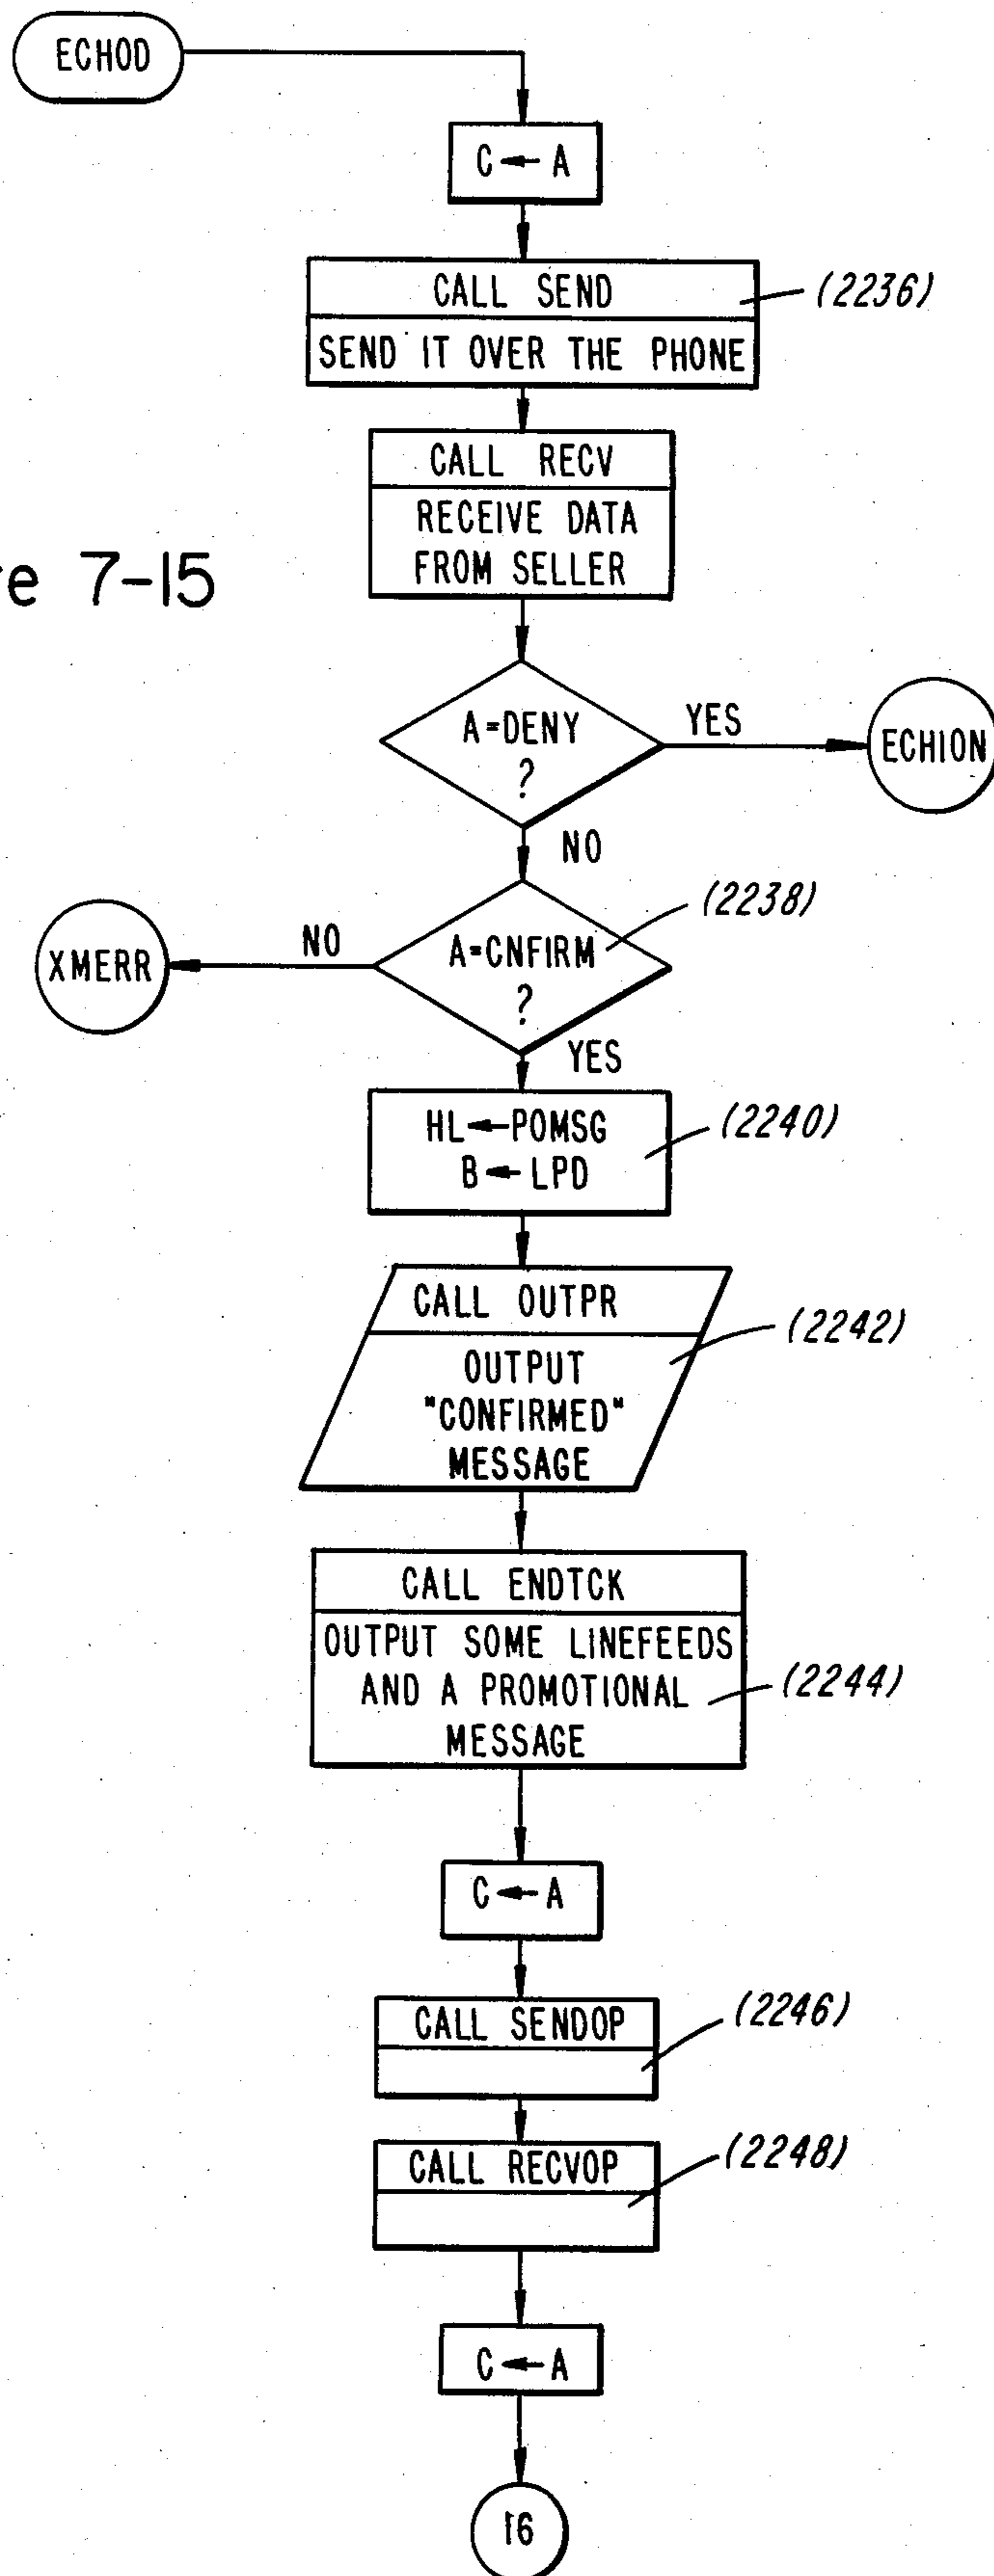 ECHOD
C ← A
CALL SEND
(2236)
SEND IT OVER THE PHONE
CALL RECV
RECEIVE DATA
FROM SELLER
re 7-15
A=DENY
?
YES
ECHION
NO
(2238)
A=CNFIRM
?
NO
XMERR
YES
HL←POMSG
B ← LPD
(2240)
CALL OUTPR
(2242)
OUTPUT
"CONFIRMED"
MESSAGE
CALL ENDTCK
OUTPUT SOME LINEFEEDS
AND A PROMOTIONAL
MESSAGE
(2244)
C ← A
CALL SENDOP
(2246)
CALL RECVOP
(2248)
C ← A
16